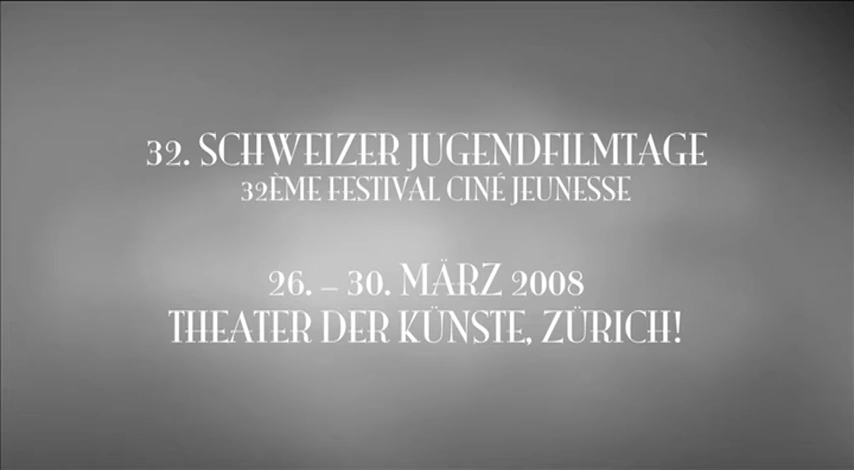 32. SCHWEIZER JUGENDFILMTAGE
32ÈME FESTIVAL CINÉ JEUNESSE
26. – 30. MÄRZ 2008
THEATER DER KÜNSTE, ZÜRICH!